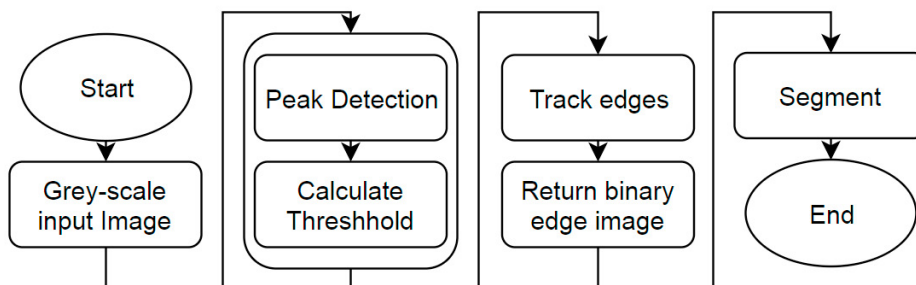 Start
Grey-scale
input Image
Peak Detection
Calculate
Threshhold
Track edges
Return binary
edge image
Segment
End